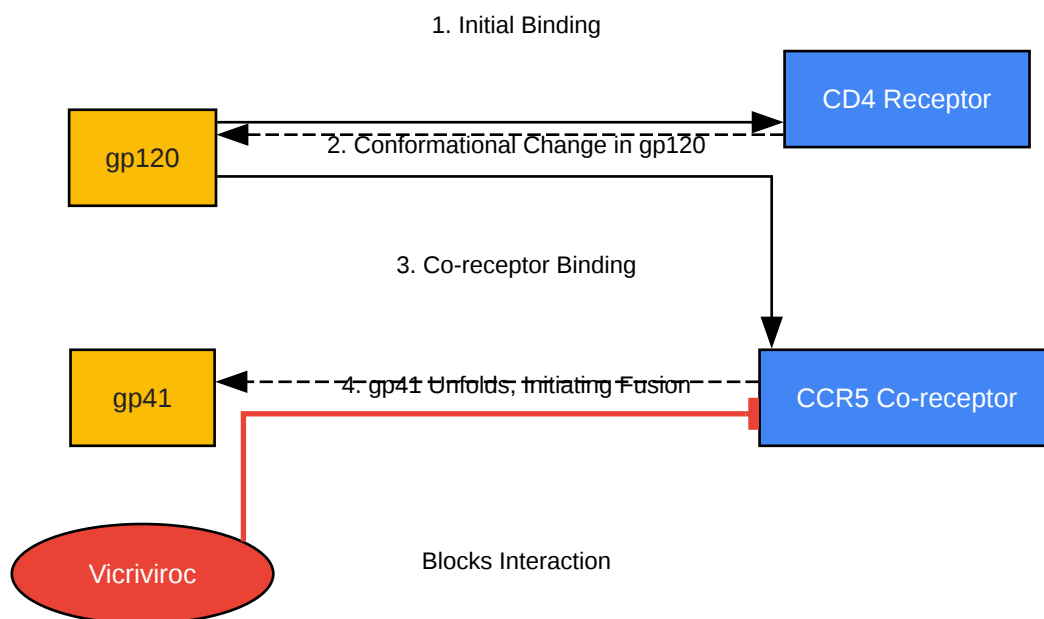 1. Initial Binding
CD4 Receptor
gp120
2. Conformational Change in gp120
3. Co-receptor Binding
gp41
4. gp41 Unfolds, Initiating Fusion
CCR5 Co-receptor
Vicriviroc
Blocks Interaction